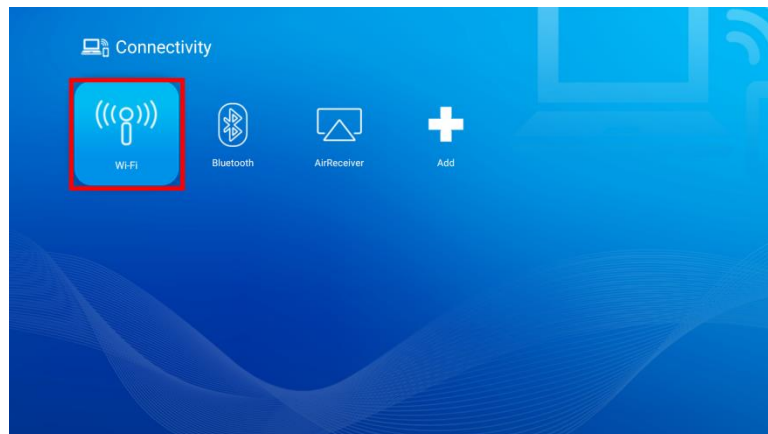 Connectivity
Wi-Fi
Bluetooth
AirReceiver
Add